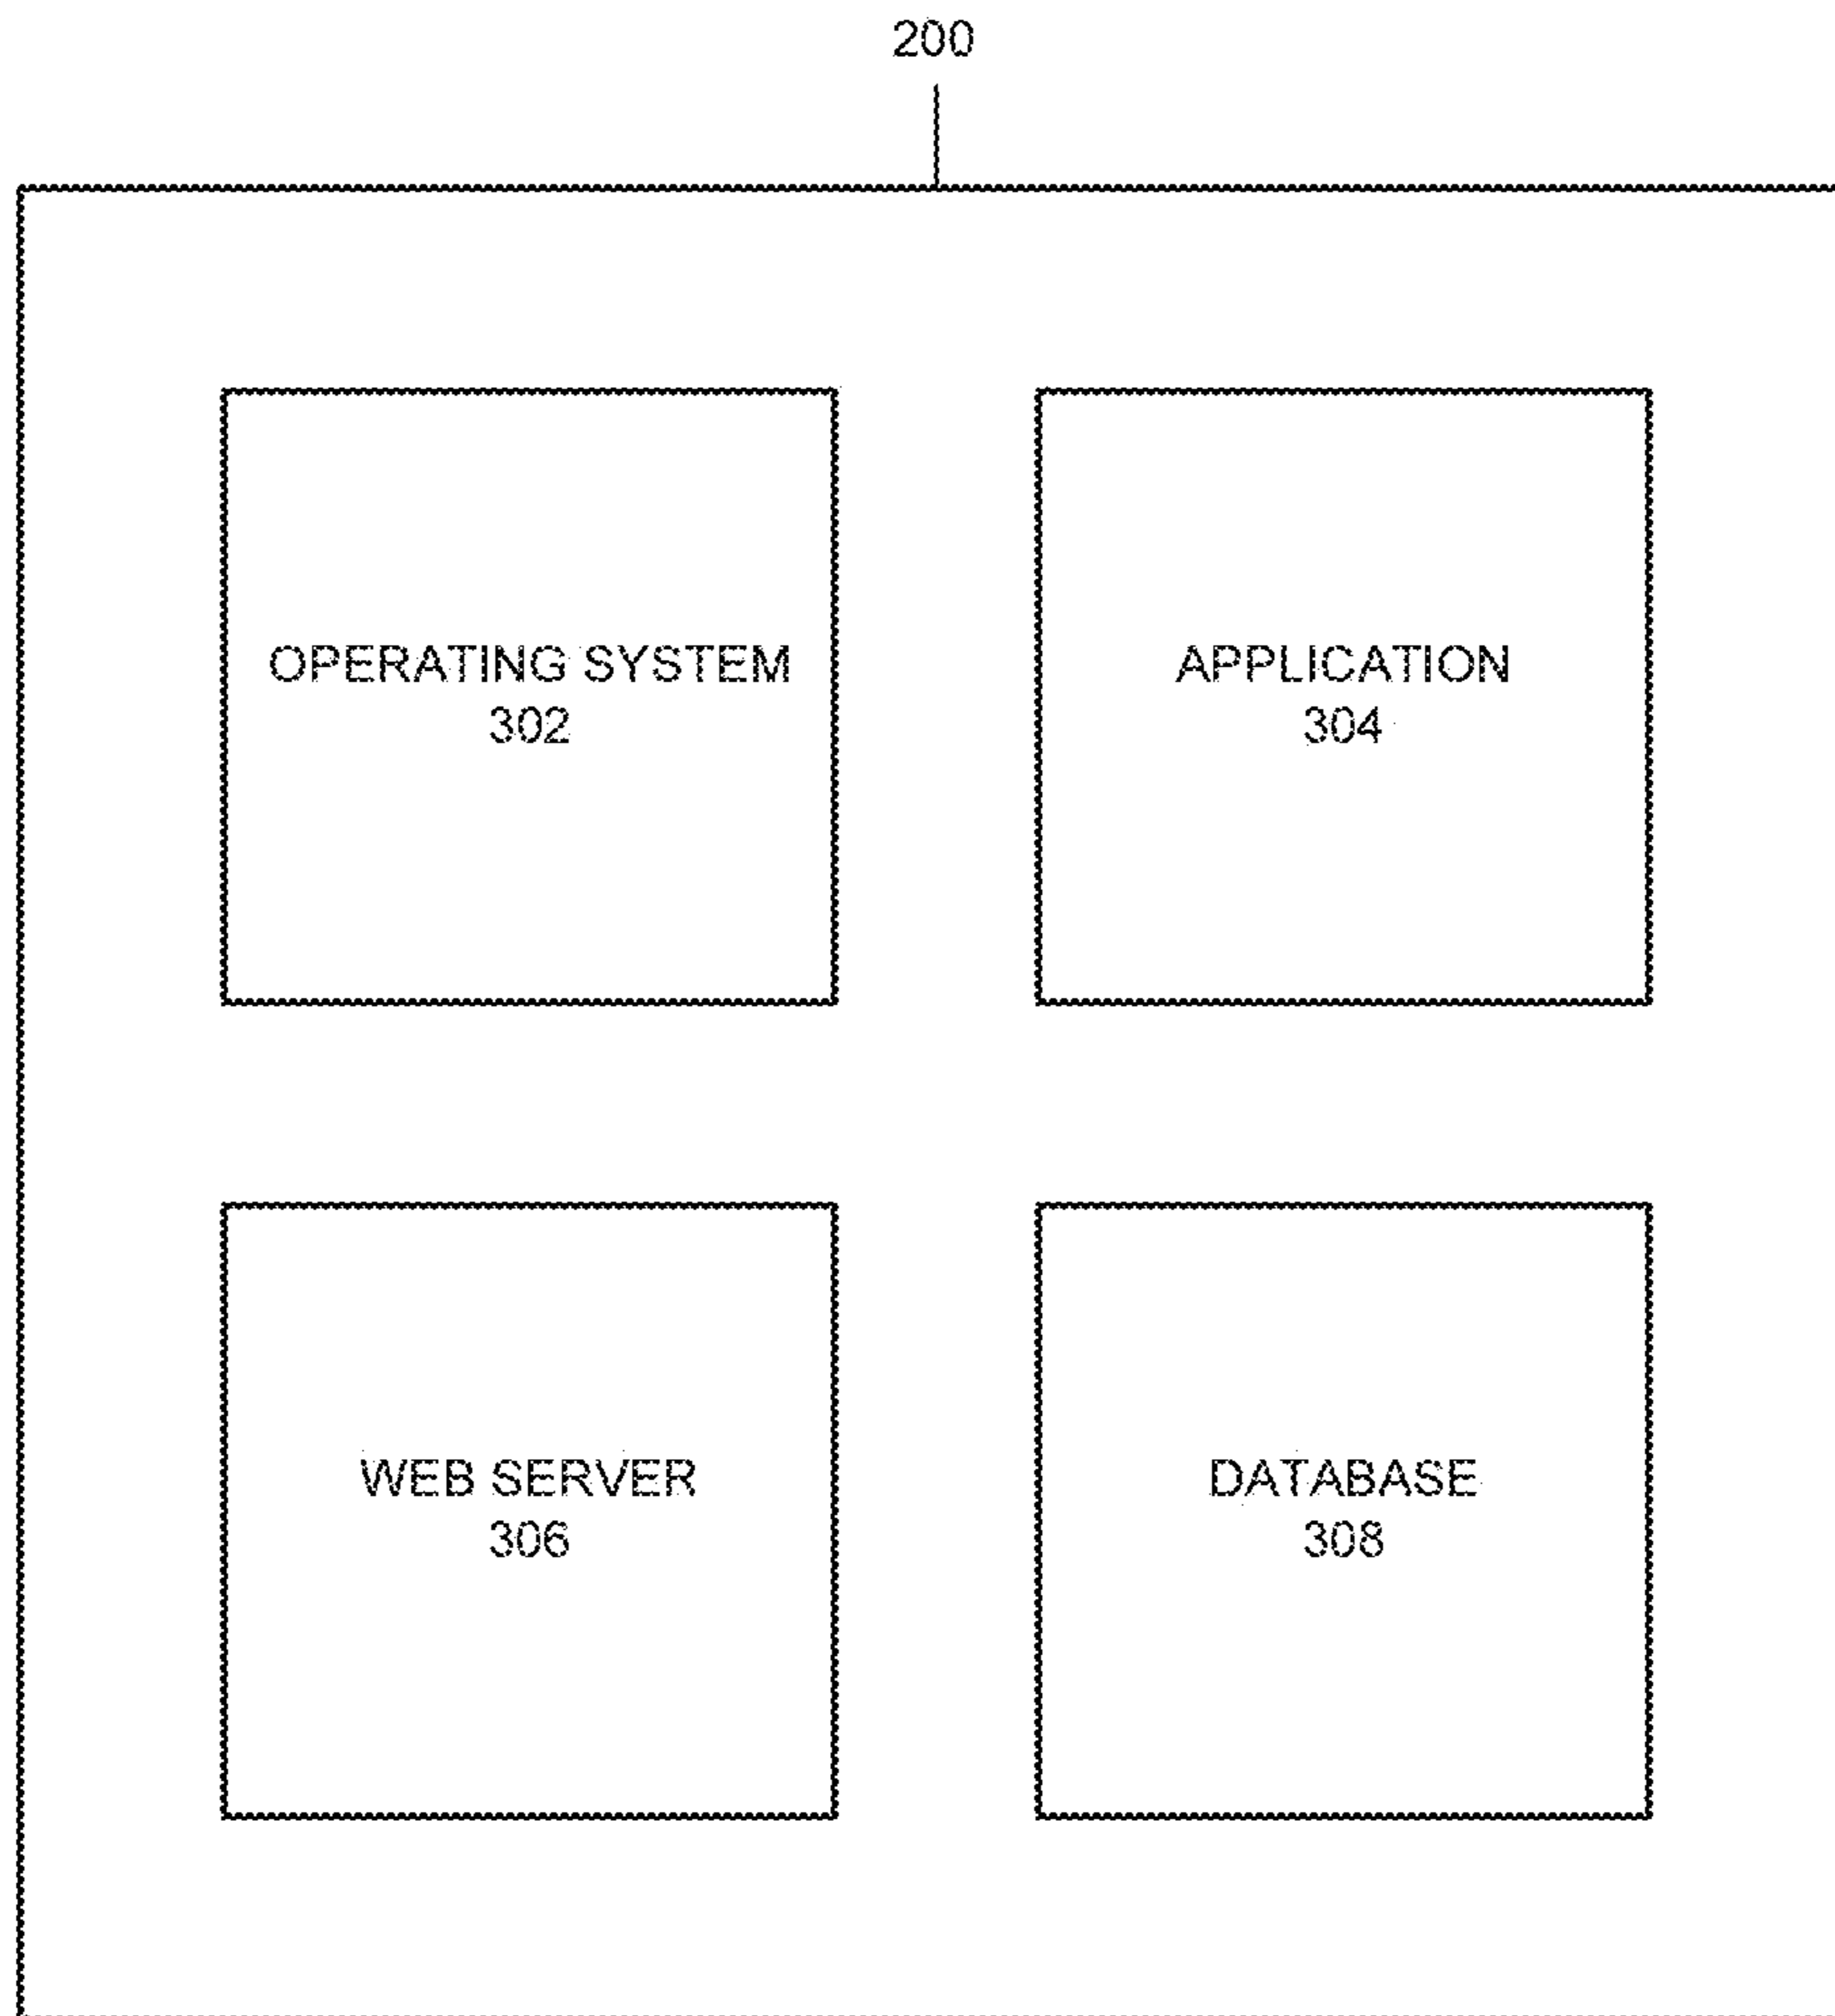 200
OPERATING SYSTEM
302
APPLICATION
304
WEB SERVER
306
DATABASE
308